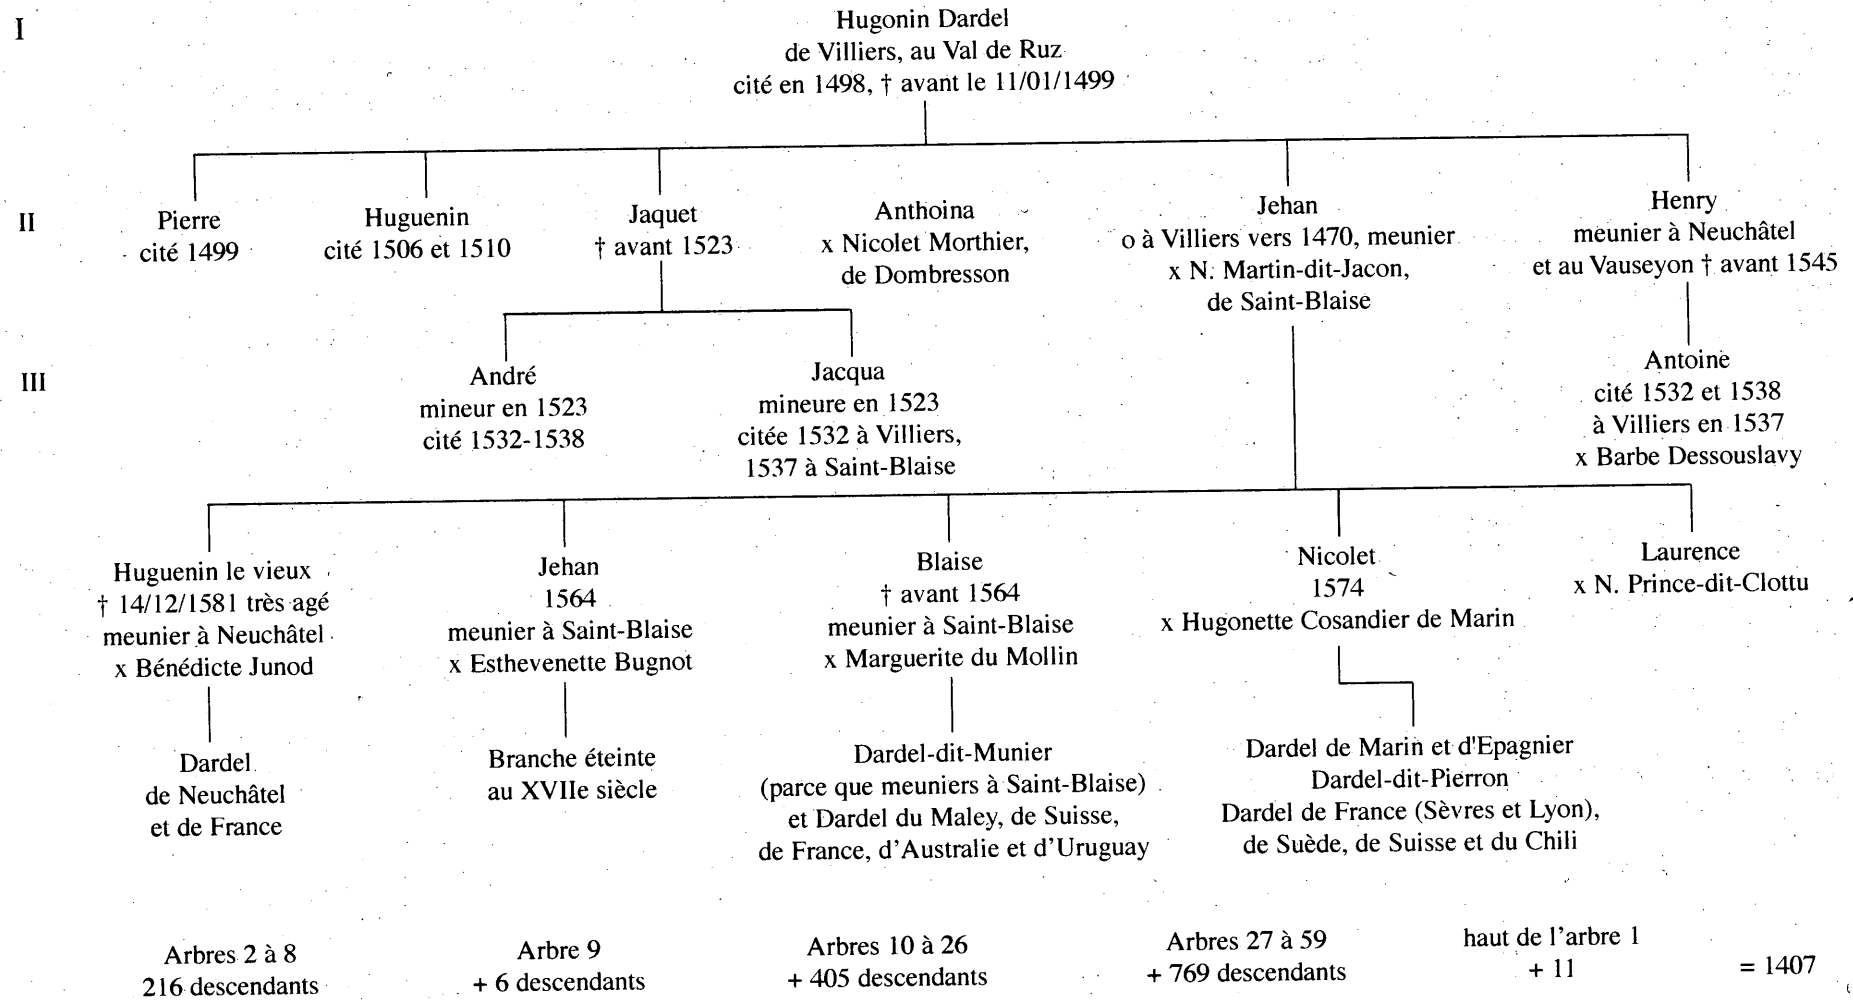 I
Hugonin Dardel
de Villiers, au Val de Ruz
cité en 1498, † avant le 11/01/1499
II
Pierre
cité 1499
Huguenin
cité 1506 et 1510
Jaquet
† avant 1523
Anthoina
x Nicolet Morthier,
de Dombresson
Jehan
o à Villiers vers 1470, meunier
x N. Martin-dit-Jacon,
de Saint-Blaise
Henry
meunier à Neuchâtel
et au Vauseyon † avant 1545
III
André
mineur en 1523
cité 1532-1538
Jacqua
mineure en 1523
citée 1532 à Villiers,
1537 à Saint-Blaise
Antoine
cité 1532 et 1538
à Villiers en 1537
x Barbe Dessouslavy
Huguenin le vieux
† 14/12/1581 très agé
meunier à Neuchâtel
x Bénédicte Junod
Jehan
1564
meunier à Saint-Blaise
x Esthevenette Bugnot
Blaise
† avant 1564
meunier à Saint-Blaise
x Marguerite du Mollin
Nicolet
1574
x Hugonette Cosandier de Marin
Laurence
x N. Prince-dit-Clottu
Dardel
de Neuchâtel
et de France
Branche éteinte
au XVIIe siècle
Dardel-dit-Munier
(parce que meuniers à Saint-Blaise)
et Dardel du Maley, de Suisse,
de France, d'Australie et d'Uruguay
Dardel de Marin et d'Epagnier
Dardel-dit-Pierron
Dardel de France (Sèvres et Lyon),
de Suède, de Suisse et du Chili
Arbres 2 à 8
216 descendants
Arbre 9
+ 6 descendants
Arbres 10 à 26
+ 405 descendants
Arbres 27 à 59
+ 769 descendants
haut de l'arbre 1
+ 11
= 1407